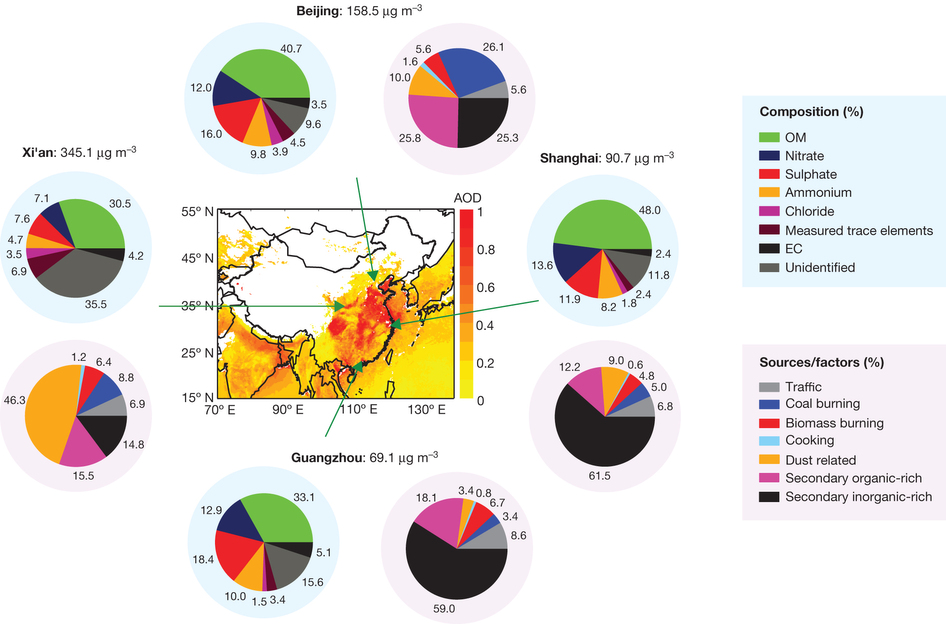 Beijing: 158.5 μg m⁻³
40.7
12.0
16.0
9.8
3.9
4.5
9.6
3.5
5.6
1.6
10.0
26.1
5.6
25.8
25.3
Xi'an: 345.1 μg m⁻³
7.1
7.6
4.7
3.5
6.9
30.5
4.2
35.5
1.2
6.4
8.8
6.9
46.3
14.8
15.5
AOD
1
0.8
0.6
0.4
0.2
0
55° N
45° N
35° N
25° N
15° N
70° E
90° E
110° E
130° E
Shanghai: 90.7 μg m⁻³
48.0
13.6
2.4
11.8
11.9
8.2
1.8
2.4
12.2
9.0
0.6
4.8
5.0
6.8
61.5
Guangzhou: 69.1 μg m⁻³
12.9
33.1
18.4
5.1
15.6
10.0
1.5
3.4
18.1
3.4
0.8
6.7
3.4
8.6
59.0
Composition (%)
OM
Nitrate
Sulphate
Ammonium
Chloride
Measured trace elements
EC
Unidentified
Sources/factors (%)
Traffic
Coal burning
Biomass burning
Cooking
Dust related
Secondary organic-rich
Secondary inorganic-rich